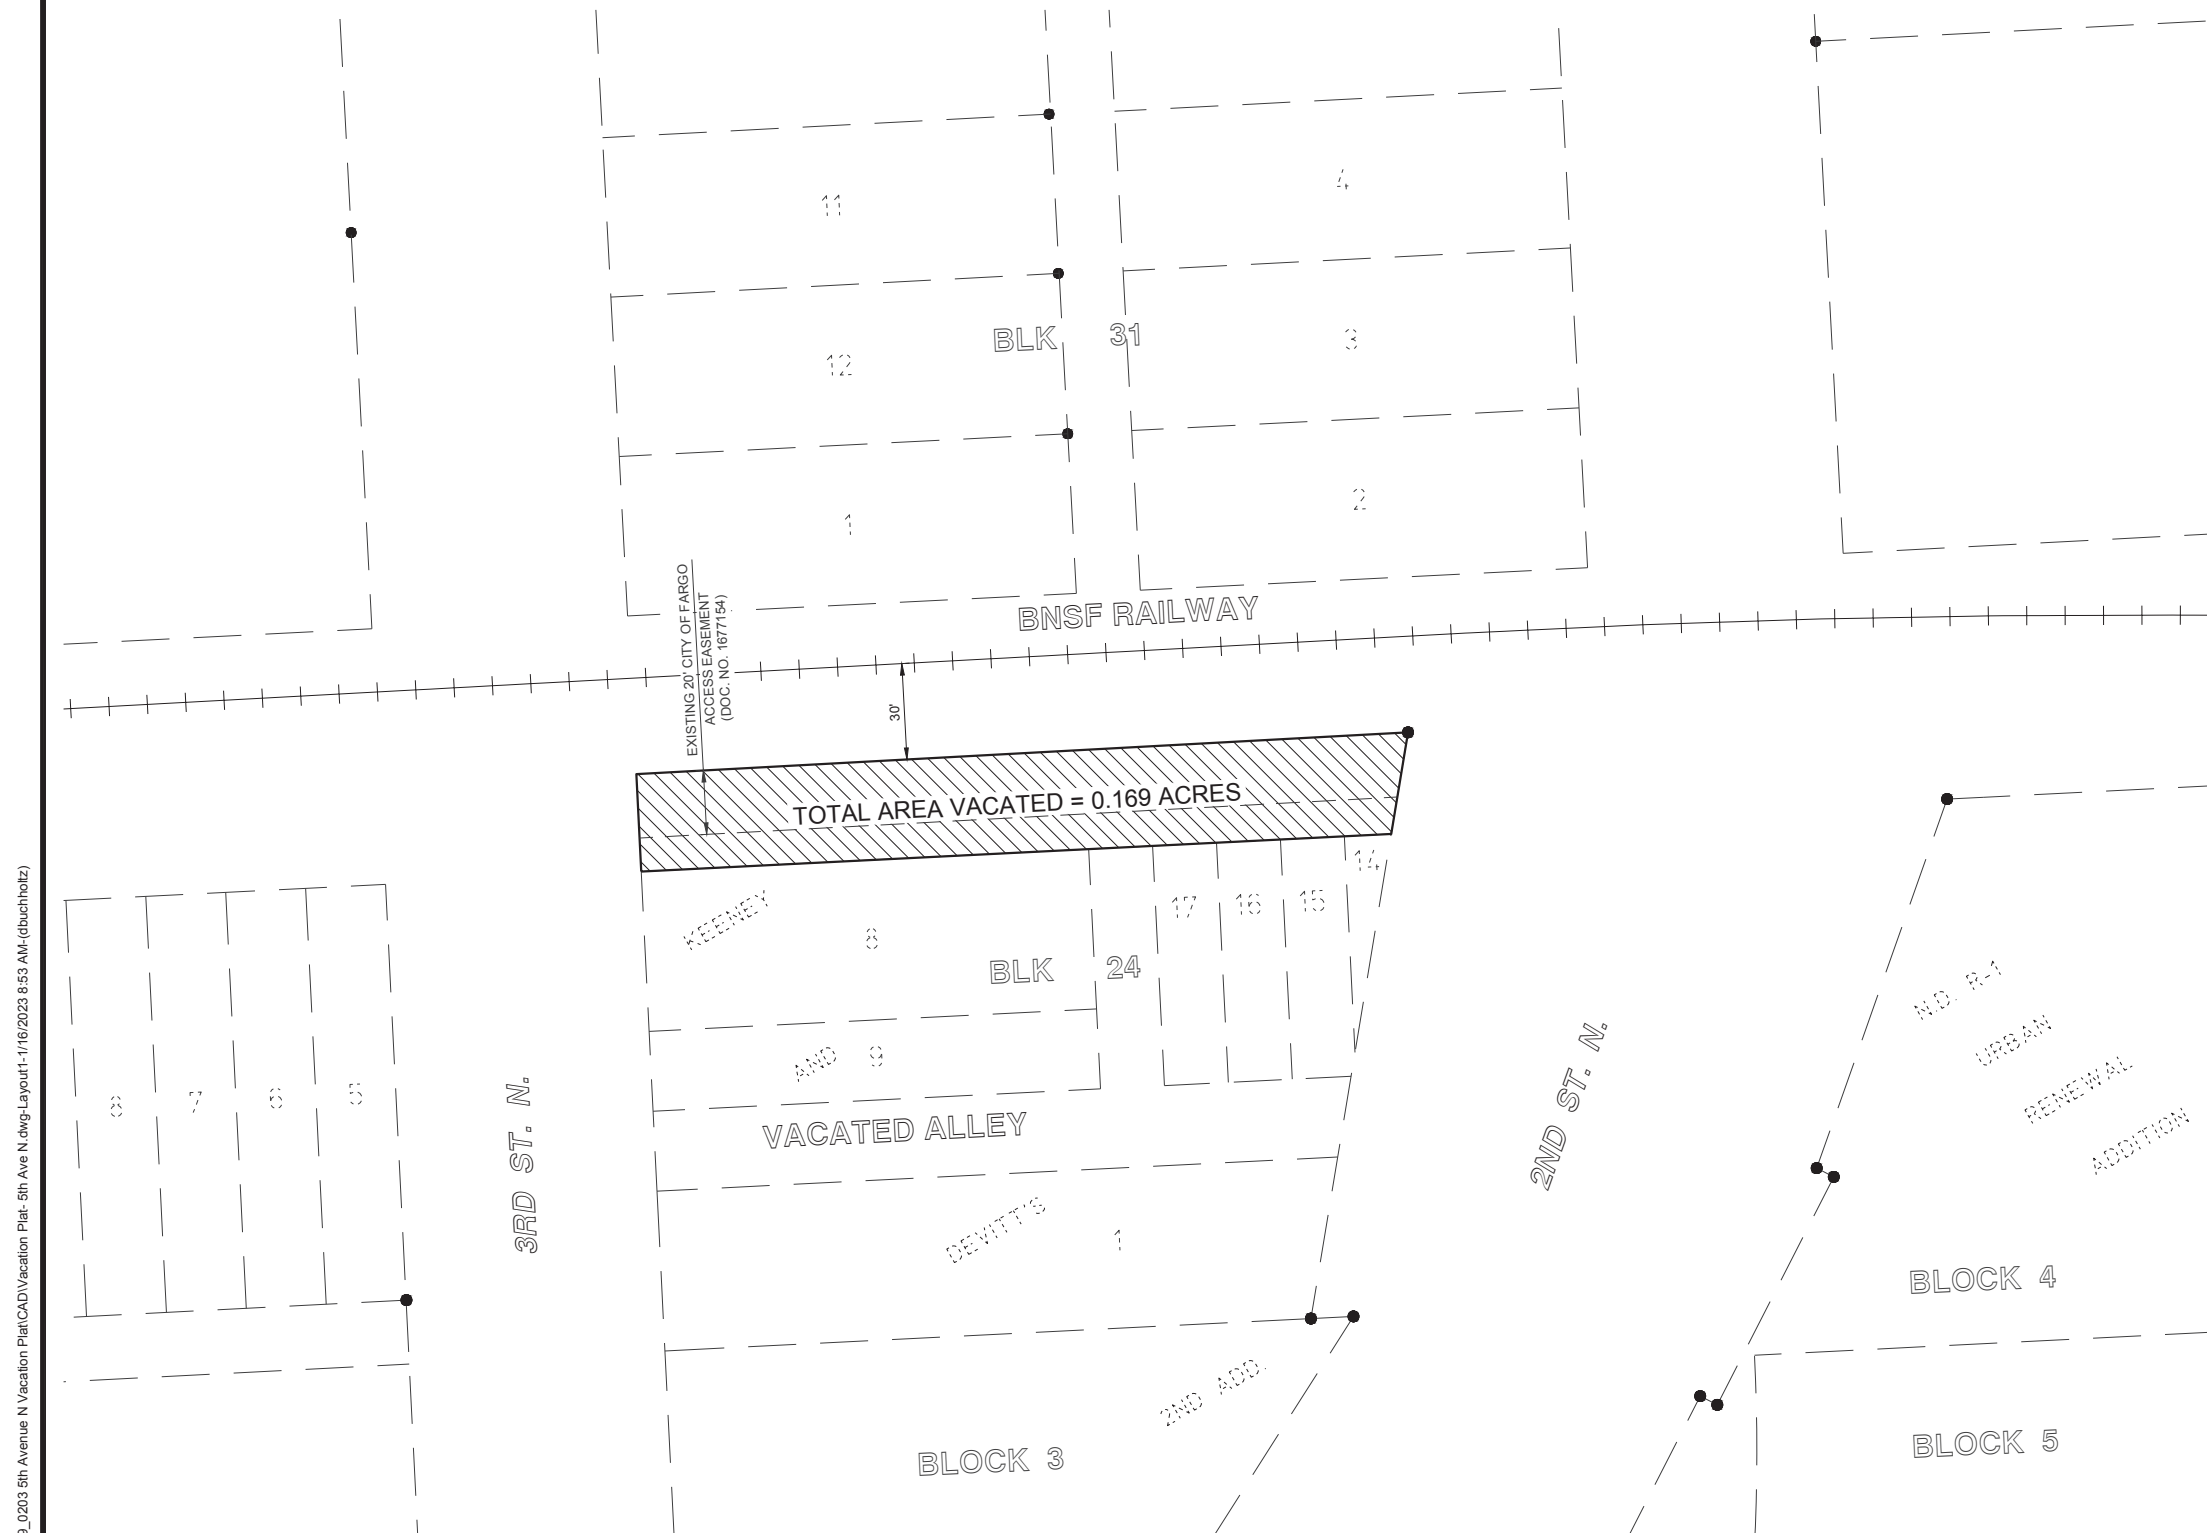 11
4
BLK 31
12
3
1
2
BNSF RAILWAY
EXISTING 20' CITY OF FARGO
ACCESS EASEMENT
(DOC. NO. 1677154)
30'
TOTAL AREA VACATED = 0.169 ACRES
14
17
16
15
KEENEY
8
BLK 24
AND
9
VACATED ALLEY
DEVITT'S
1
2ND ADD.
BLOCK 3
8
7
6
5
3RD ST. N.
2ND ST. N.
N.D. R-1
URBAN
RENEWAL
ADDITION
BLOCK 4
BLOCK 5
9_0203 5th Avenue N Vacation Plat\CAD\Vacation Plat- 5th Ave N.dwg-Layout1-1/16/2023 8:53 AM-(dbuchholtz)